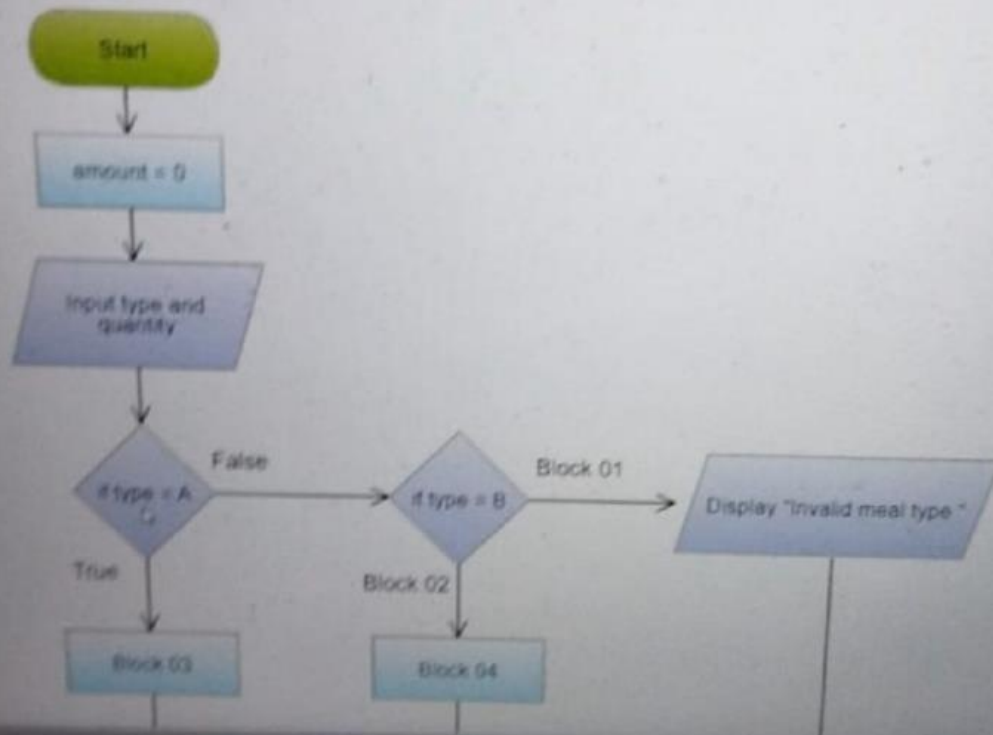 Start
amount = 0
Input type and
quantity
if type = A
False
if type = B
Block 01
Display "Invalid meal type "
True
Block 02
Block 03
Block 04